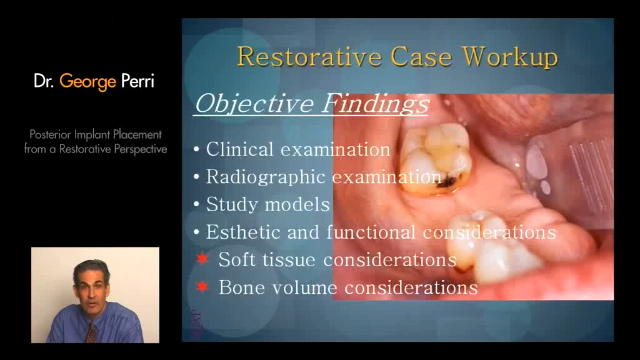 Dr. George Perri
Posterior Implant Placement
from a Restorative Perspective
Restorative Case Workup
Objective Findings
• Clinical examination
• Radiographic examination
• Study models
• Esthetic and functional considerations
✶ Soft tissue considerations
✶ Bone volume considerations